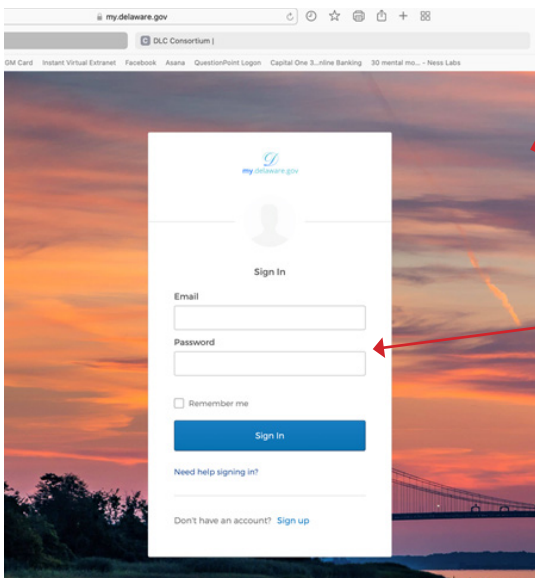 my.delaware.gov
DLC Consortium |
GM Card Instant Virtual Extranet Facebook Asana QuestionPoint Logon Capital One 3...nline Banking 30 mental mo... - Ness Labs
D
my.delaware.gov
Sign In
Email
Password
Remember me
Sign In
Need help signing in?
Don't have an account? Sign up